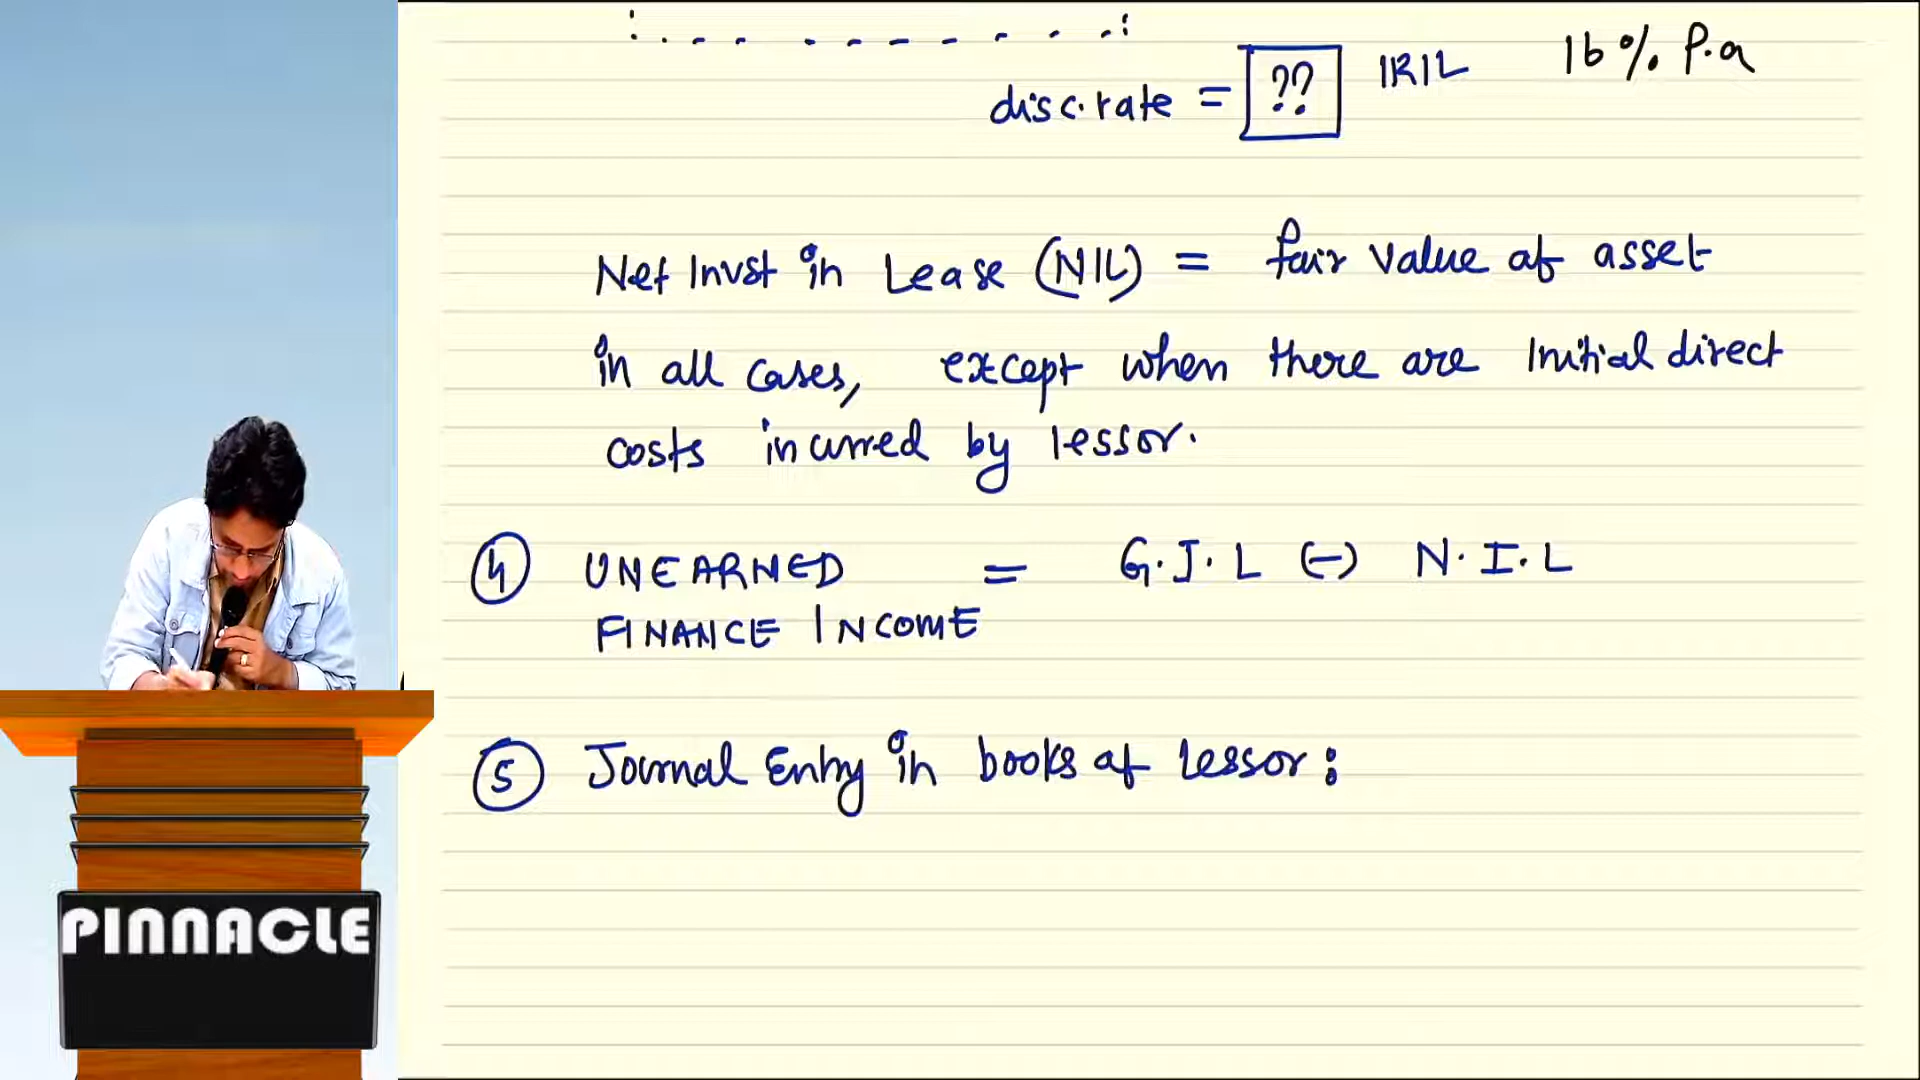 disc. rate = ?? IRIL 16% P.a
Net Invst in Lease (NIL) = fair value of asset
in all cases, except when there are Initial direct
costs incurred by lessor.
④ UNEARNED = G.I.L (-) N.I.L
FINANCE INCOME
⑤ Journal Entry in books of lessor:
PINNACLE